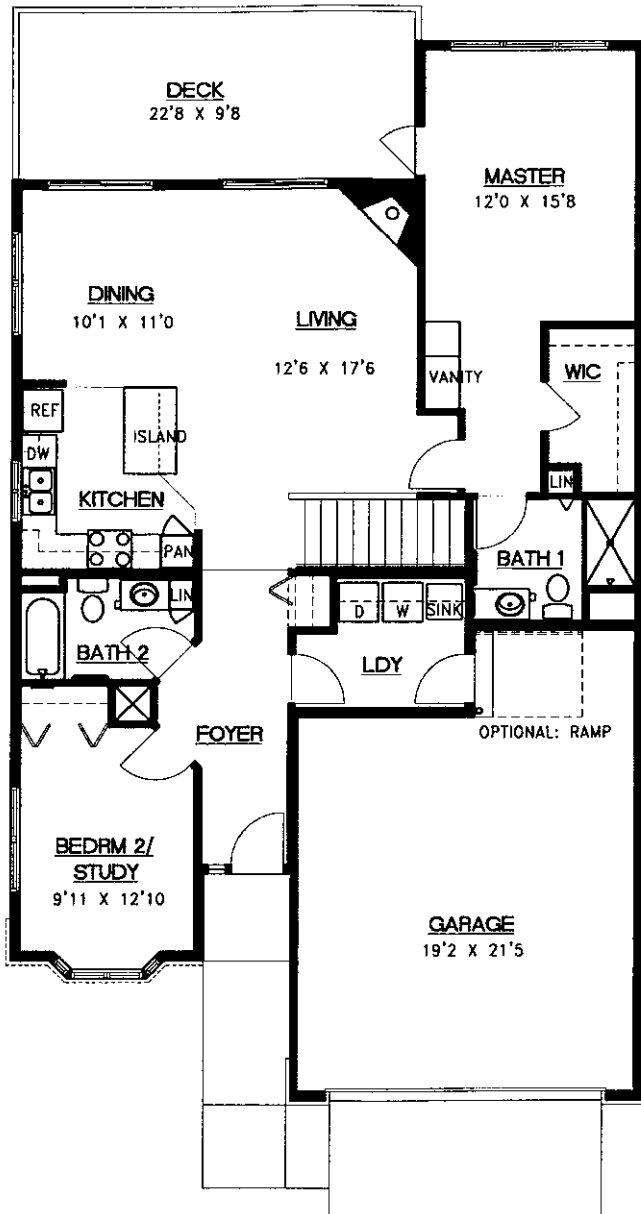 DECK
22'8 X 9'8
MASTER
12'0 X 15'8
DINING
10'1 X 11'0
LIVING
12'6 X 17'6
VANITY
WIC
REF
ISLAND
DW
LIN
KITCHEN
PAN
BATH 1
LIN
D
W
SINK
BATH 2
LDY
FOYER
OPTIONAL: RAMP
BEDRM 2/
STUDY
9'11 X 12'10
GARAGE
19'2 X 21'5